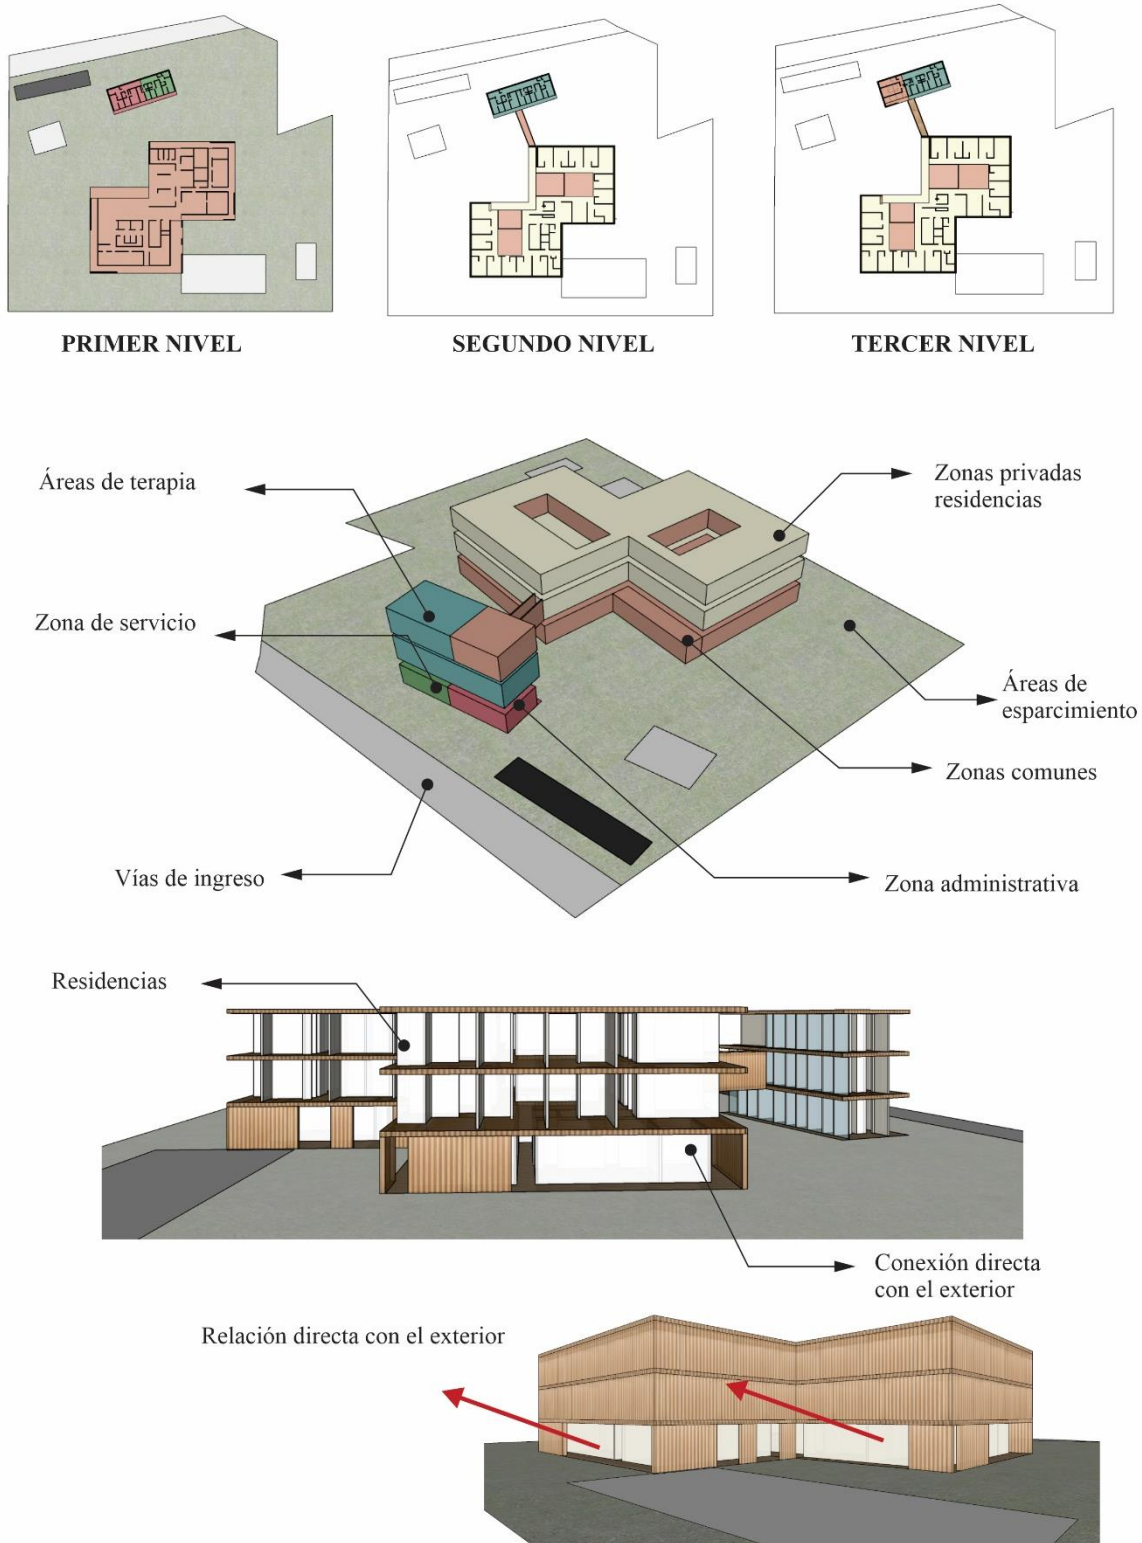 PRIMER NIVEL
SEGUNDO NIVEL
TERCER NIVEL
Áreas de terapia
Zonas privadas
residencias
Zona de servicio
Áreas de
esparcimiento
Zonas comunes
Vías de ingreso
Zona administrativa
Residencias
Conexión directa
con el exterior
Relación directa con el exterior